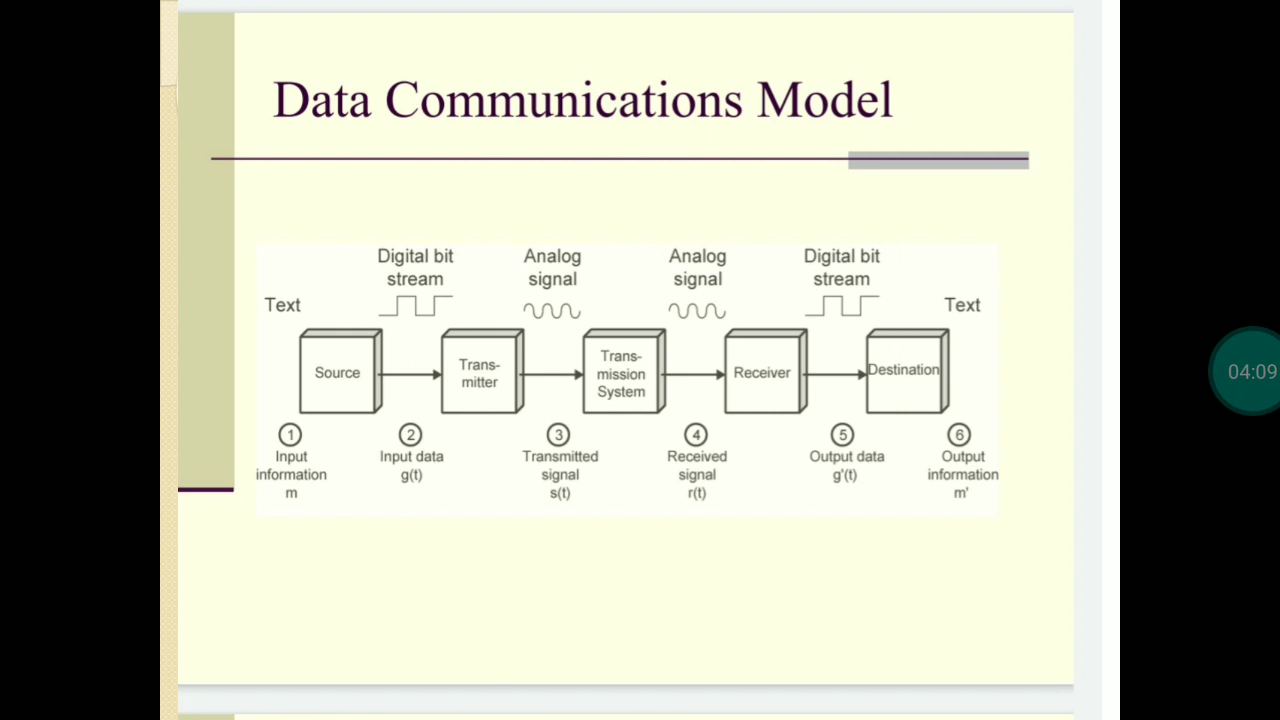 Data Communications Model
Digital bit
stream
Analog
signal
Analog
signal
Digital bit
stream
Text
Text
Source
Trans-
mitter
Trans-
mission
System
Receiver
Destination
1
Input
information
m
2
Input data
g(t)
3
Transmitted
signal
s(t)
4
Received
signal
r(t)
5
Output data
g'(t)
6
Output
information
m'
04:09